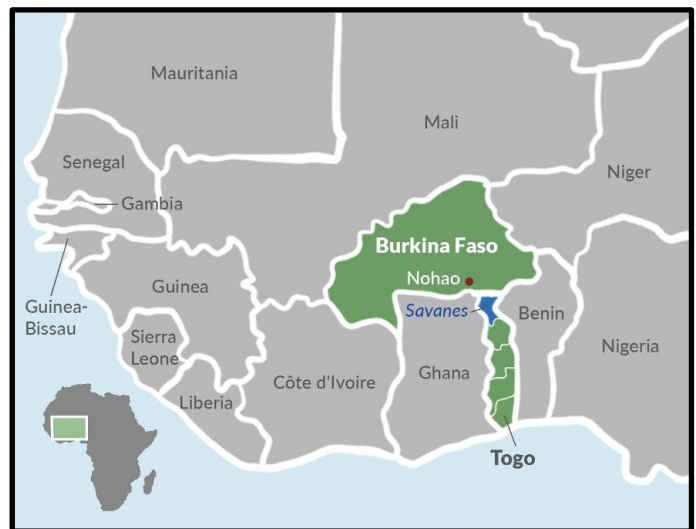 Mauritania
Mali
Niger
Senegal
Gambia
Burkina Faso
Nohao
Guinea
Guinea-
Bissau
Savanes
Benin
Sierra
Leone
Nigeria
Ghana
Côte d'Ivoire
Liberia
Togo